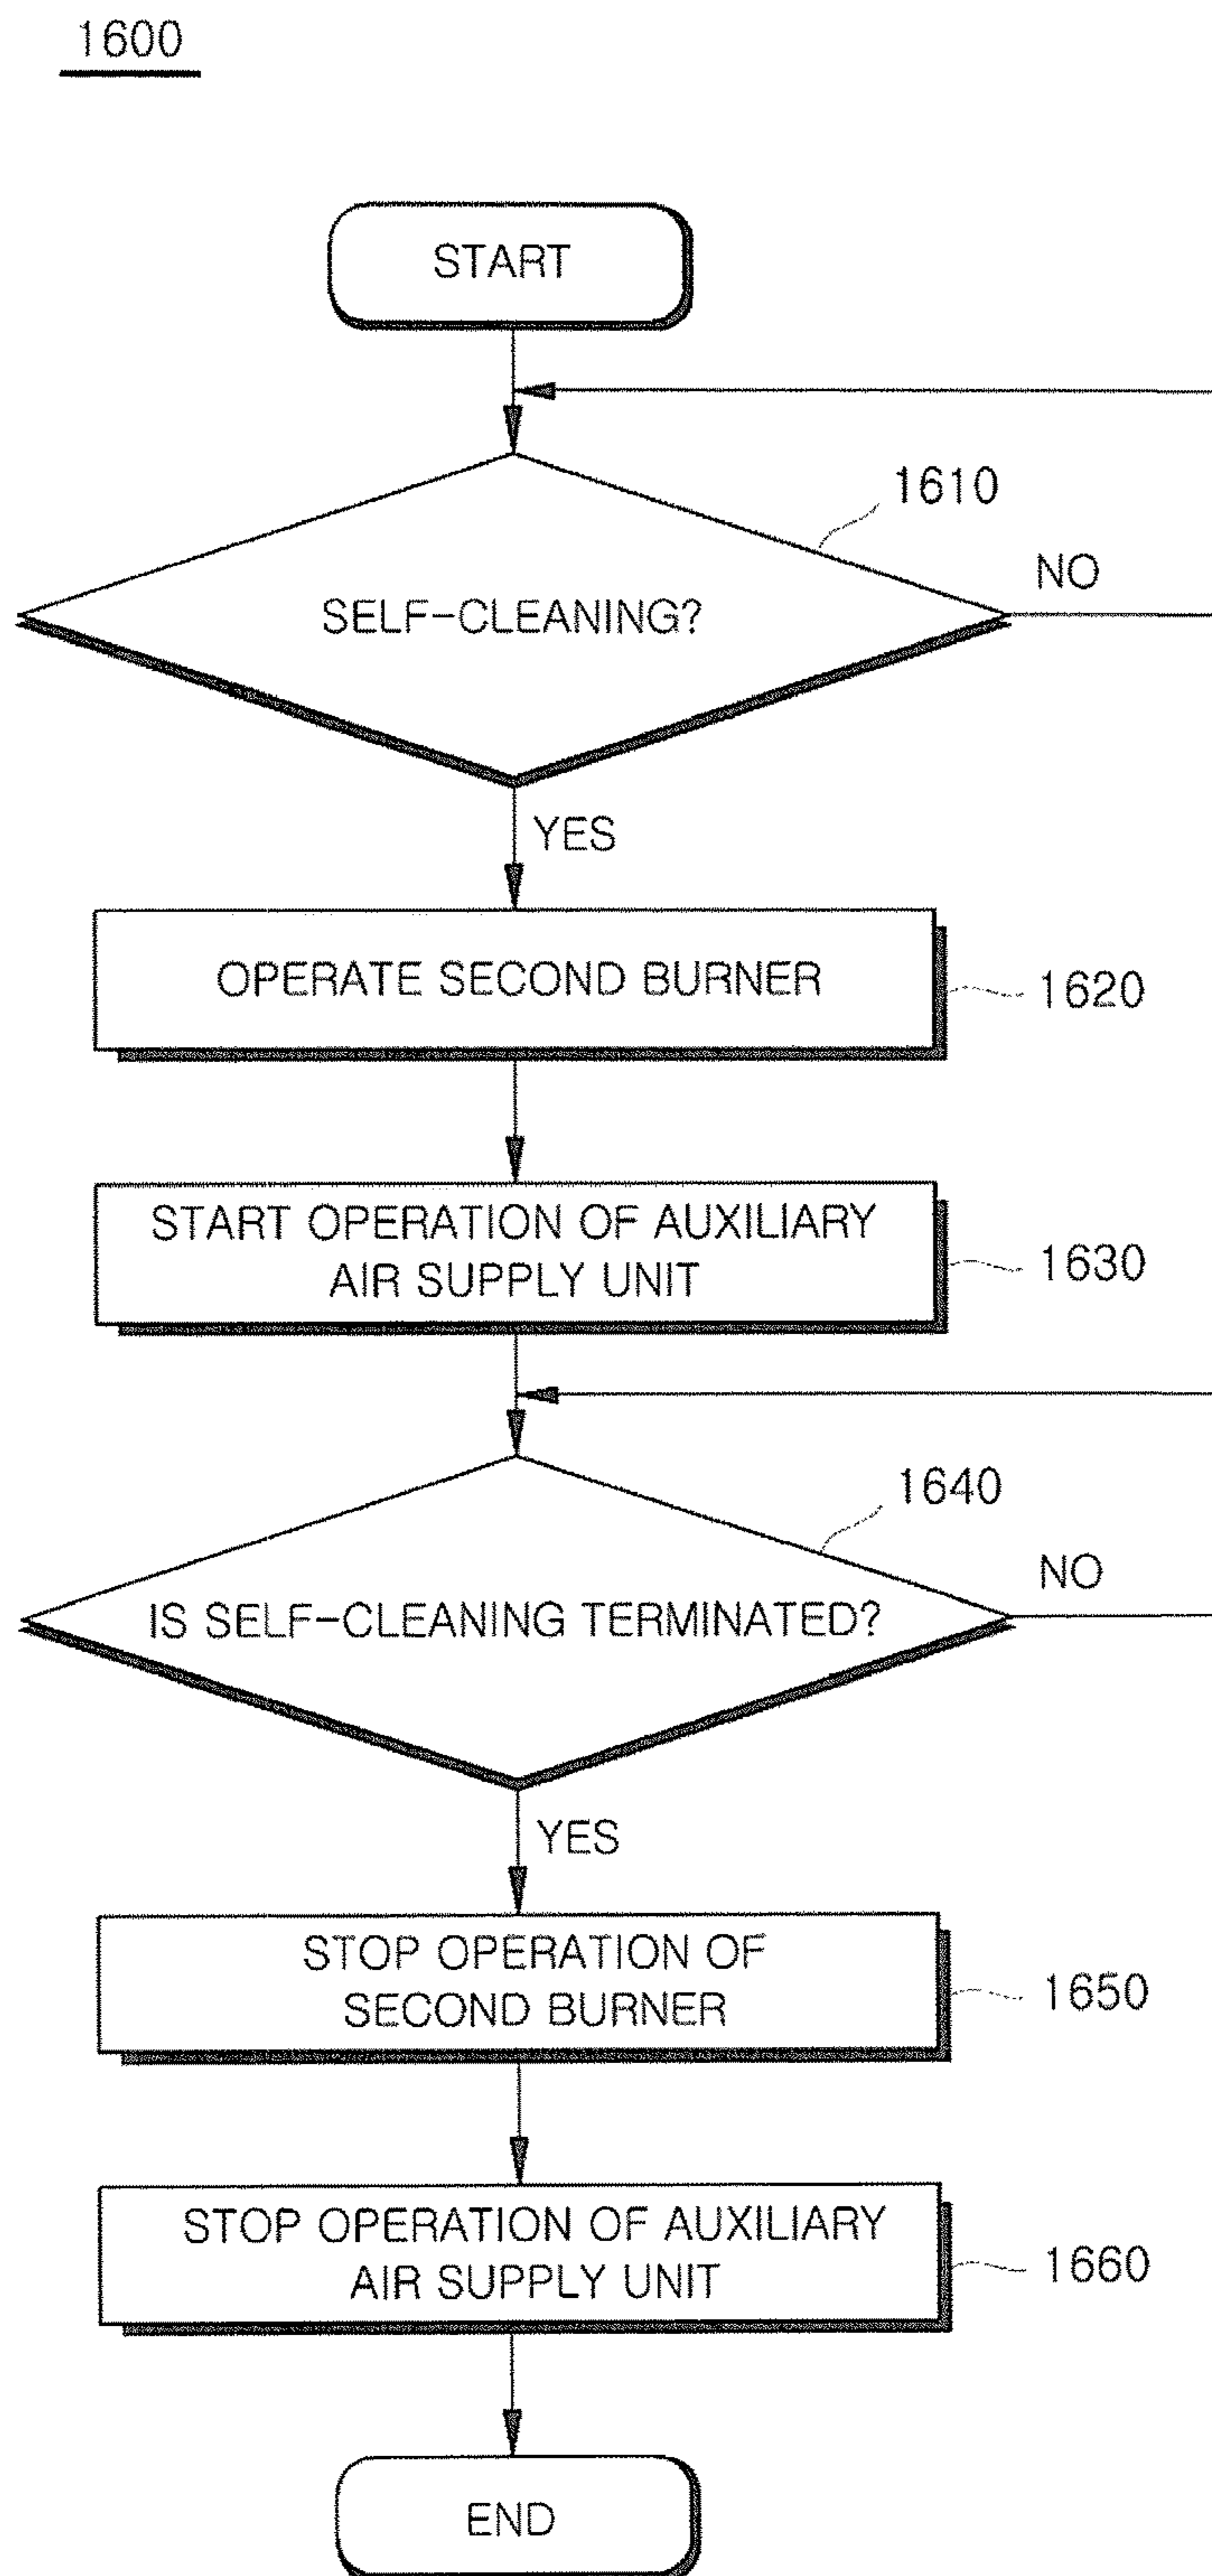 1600
START
1610
NO
SELF-CLEANING?
YES
OPERATE SECOND BURNER
1620
START OPERATION OF AUXILIARY
AIR SUPPLY UNIT
1630
1640
NO
IS SELF-CLEANING TERMINATED?
YES
STOP OPERATION OF
SECOND BURNER
1650
STOP OPERATION OF AUXILIARY
AIR SUPPLY UNIT
1660
END